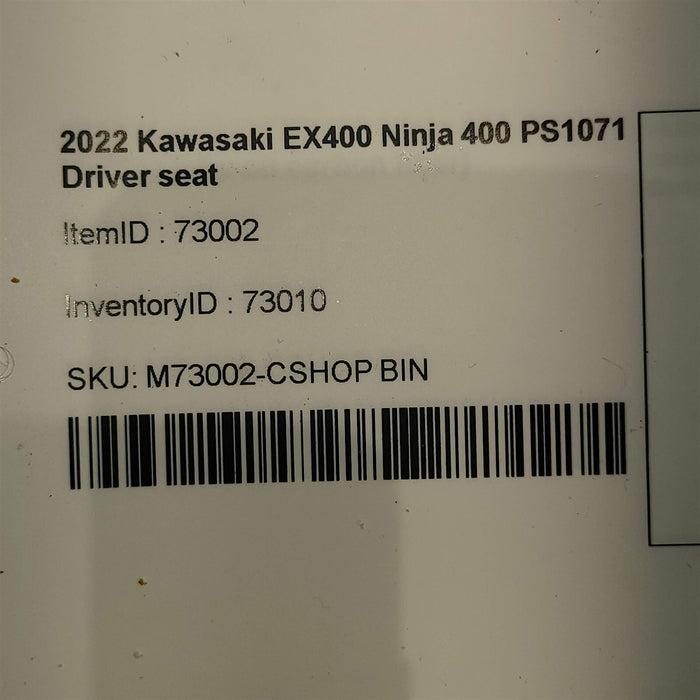 2022 Kawasaki EX400 Ninja 400 PS1071
Driver seat
ItemID : 73002
InventoryID : 73010
SKU: M73002-CSHOP BIN